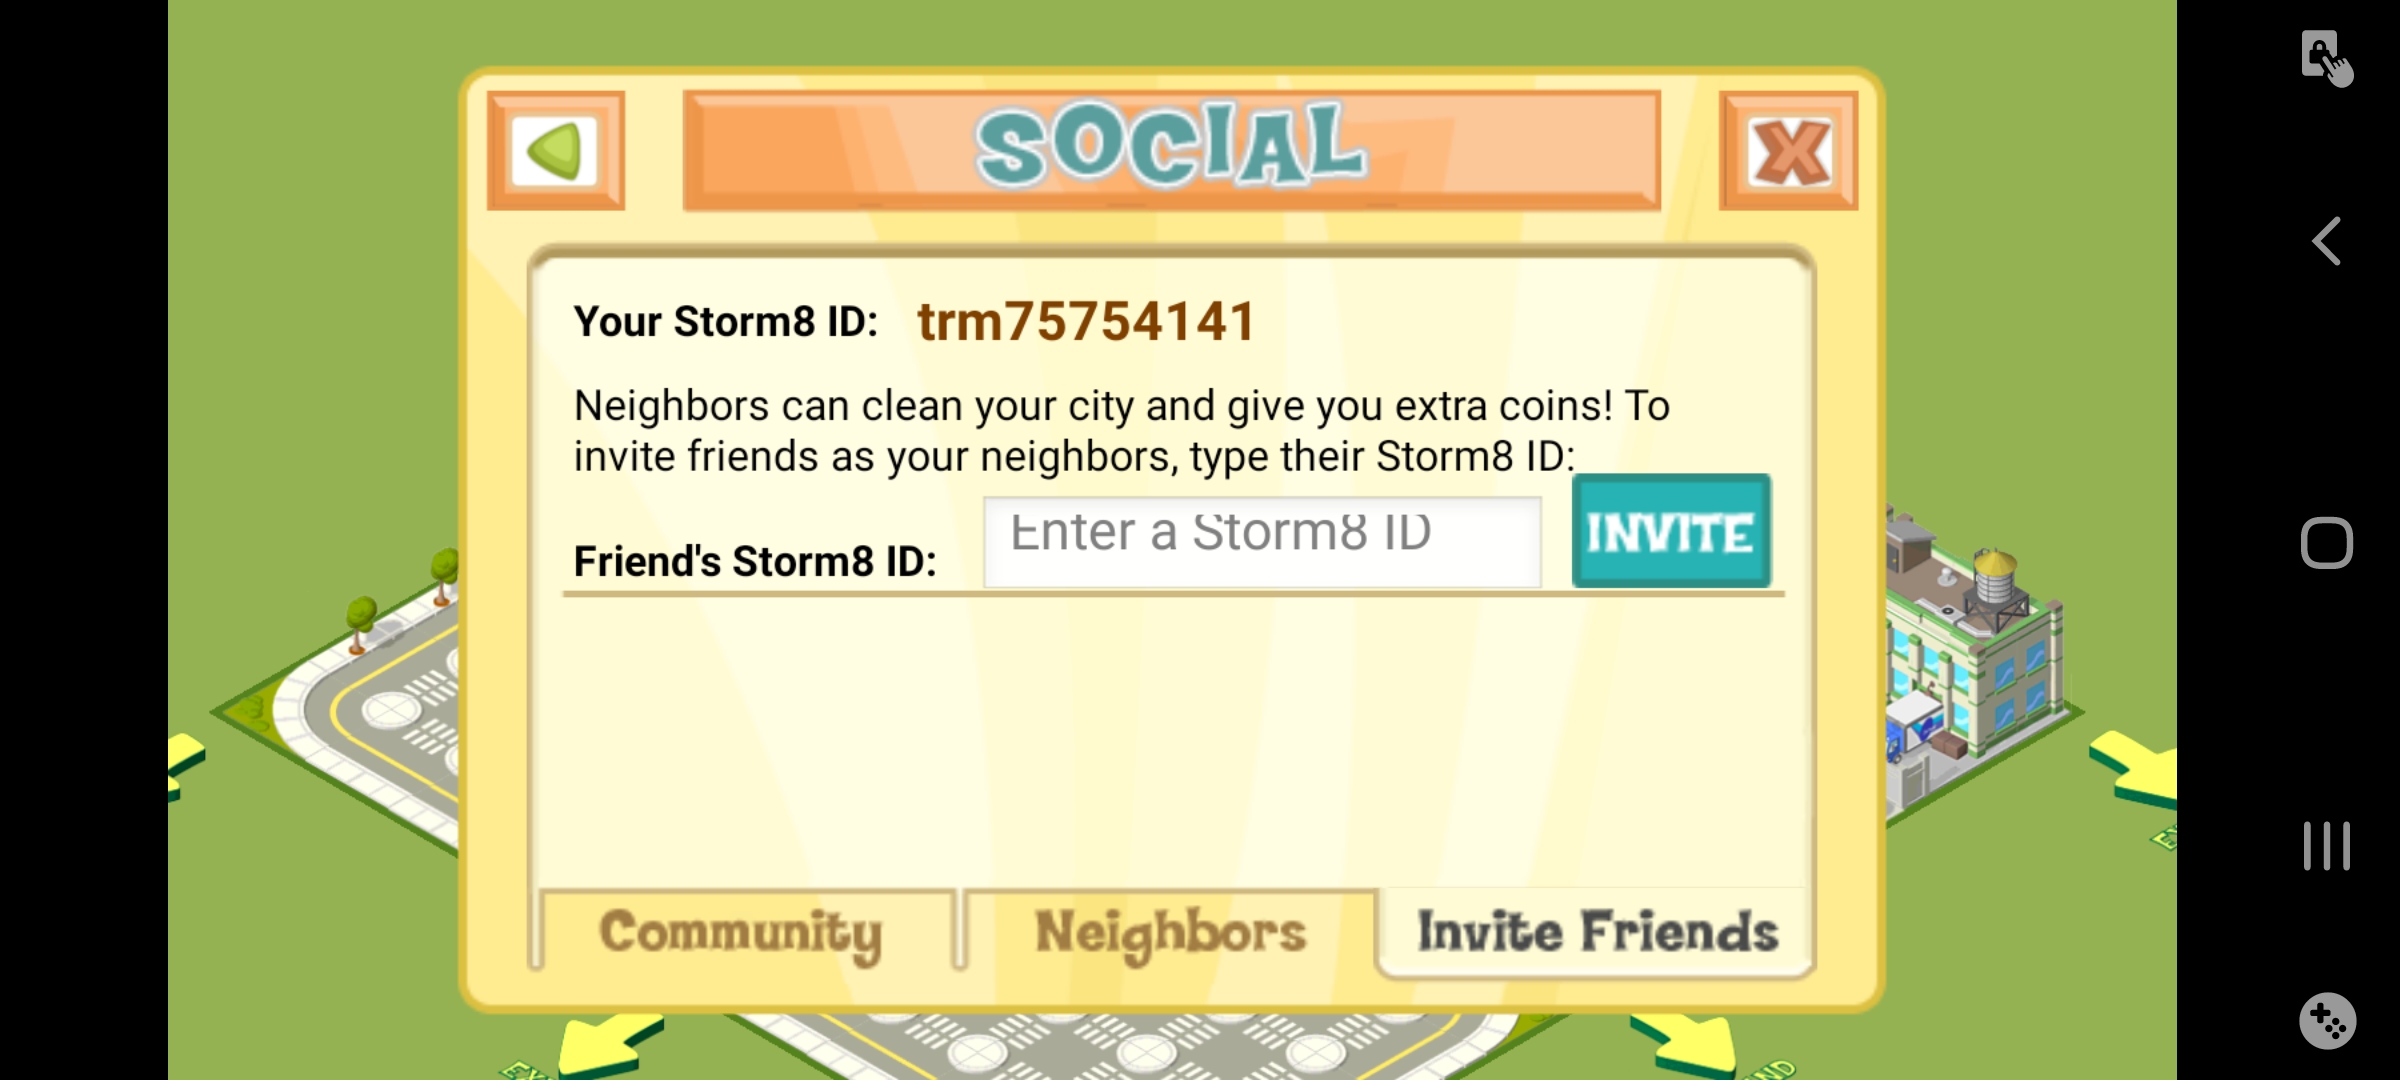 SOCIAL
Your Storm8 ID: trm75754141
Neighbors can clean your city and give you extra coins! To
invite friends as your neighbors, type their Storm8 ID:
Friend's Storm8 ID: Enter a Storm8 ID INVITE
Community Neighbors Invite Friends